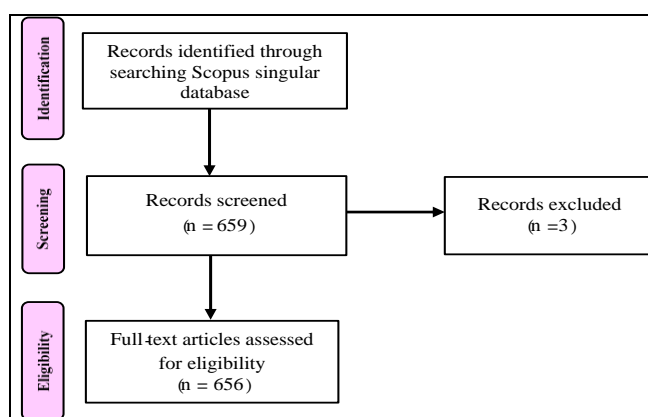 Identification
Records identified through
searching Scopus singular
database
Screening
Records screened
(n = 659)
Records excluded
(n =3)
Eligibility
Full-text articles assessed
for eligibility
(n = 656)